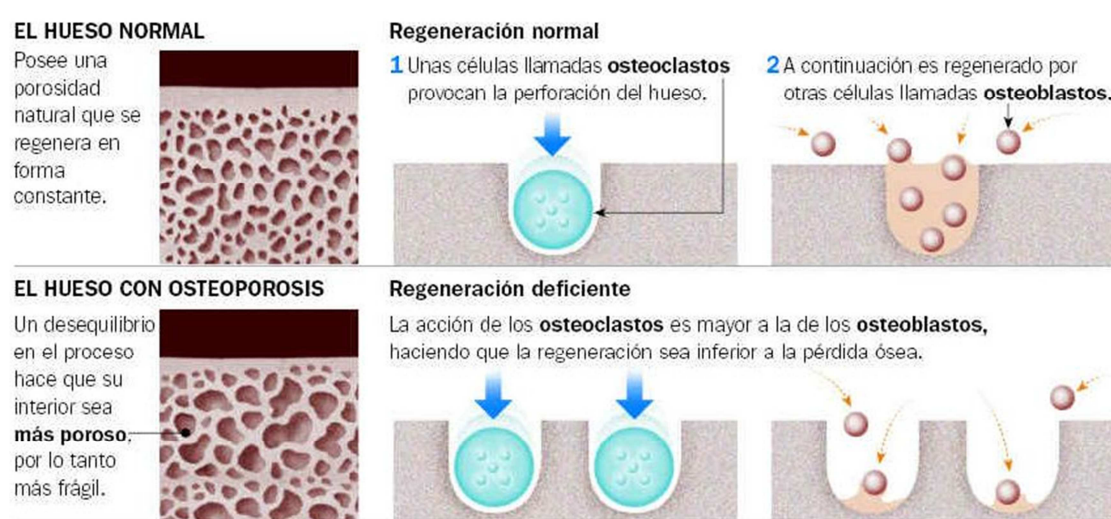 EL HUESO NORMAL
Posee una
porosidad
natural que se
regenera en
forma
constante.
Regeneración normal
1 Unas células llamadas osteoclastos
provocan la perforación del hueso.
2 A continuación es regenerado por
otras células llamadas osteoblastos.
EL HUESO CON OSTEOPOROSIS
Un desequilibrio
en el proceso
hace que su
interior sea
más poroso,
por lo tanto
más frágil.
Regeneración deficiente
La acción de los osteoclastos es mayor a la de los osteoblastos,
haciendo que la regeneración sea inferior a la pérdida ósea.